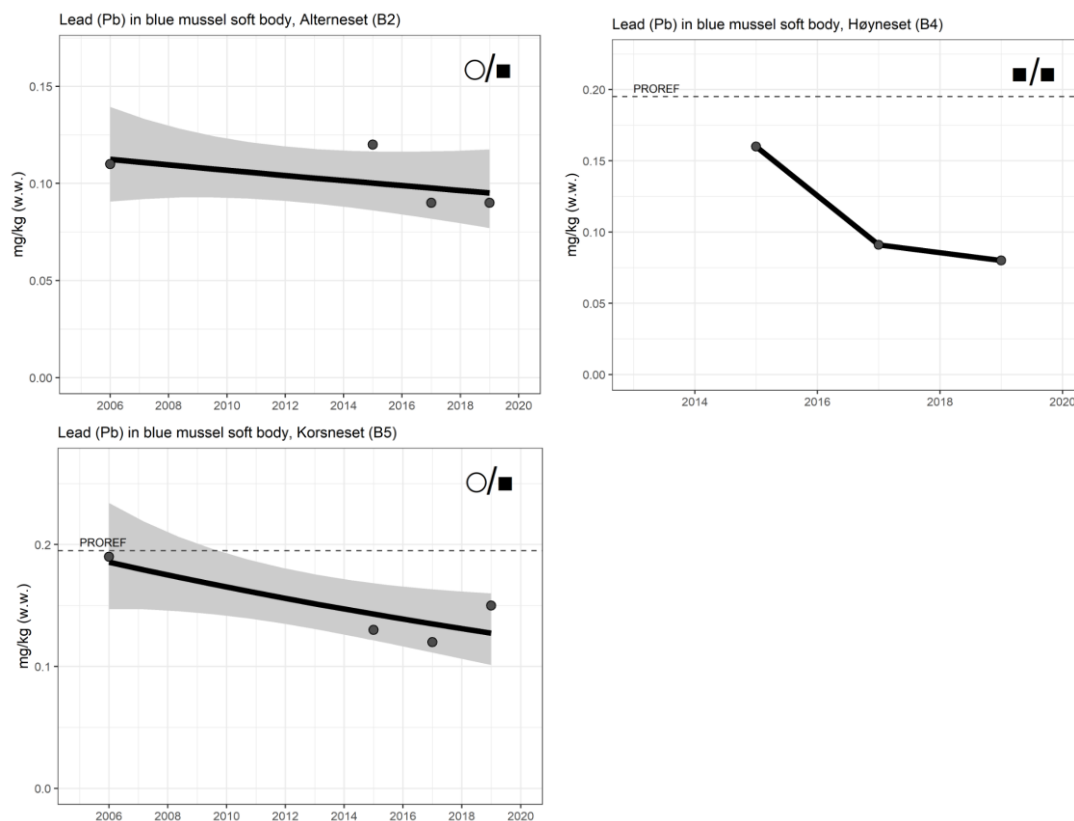 Lead (Pb) in blue mussel soft body, Alterneset (B2)
○/■
mg/kg (w.w.)
0.15
0.10
0.05
0.00
2006 2008 2010 2012 2014 2016 2018 2020
Lead (Pb) in blue mussel soft body, Høyneset (B4)
■/■
PROREF
mg/kg (w.w.)
0.20
0.15
0.10
0.05
0.00
2014 2016 2018 2020
Lead (Pb) in blue mussel soft body, Korsneset (B5)
○/■
PROREF
mg/kg (w.w.)
0.2
0.1
0.0
2006 2008 2010 2012 2014 2016 2018 2020